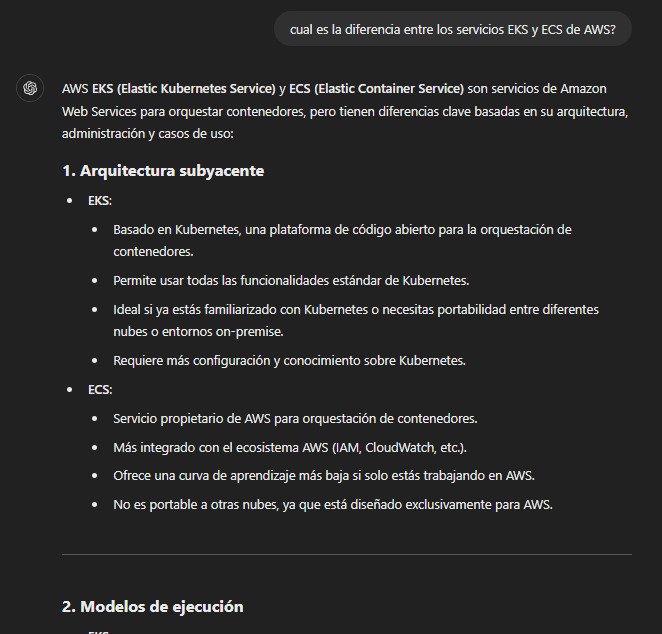 cual es la diferencia entre los servicios EKS y ECS de AWS?
AWS EKS (Elastic Kubernetes Service) y ECS (Elastic Container Service) son servicios de Amazon
Web Services para orquestar contenedores, pero tienen diferencias clave basadas en su arquitectura,
administración y casos de uso:
1. Arquitectura subyacente
• EKS:
• Basado en Kubernetes, una plataforma de código abierto para la orquestación de
contenedores.
• Permite usar todas las funcionalidades estándar de Kubernetes.
• Ideal si ya estás familiarizado con Kubernetes o necesitas portabilidad entre diferentes
nubes o entornos on-premise.
• Requiere más configuración y conocimiento sobre Kubernetes.
• ECS:
• Servicio propietario de AWS para orquestación de contenedores.
• Más integrado con el ecosistema AWS (IAM, CloudWatch, etc.).
• Ofrece una curva de aprendizaje más baja si solo estás trabajando en AWS.
• No es portable a otras nubes, ya que está diseñado exclusivamente para AWS.
2. Modelos de ejecución